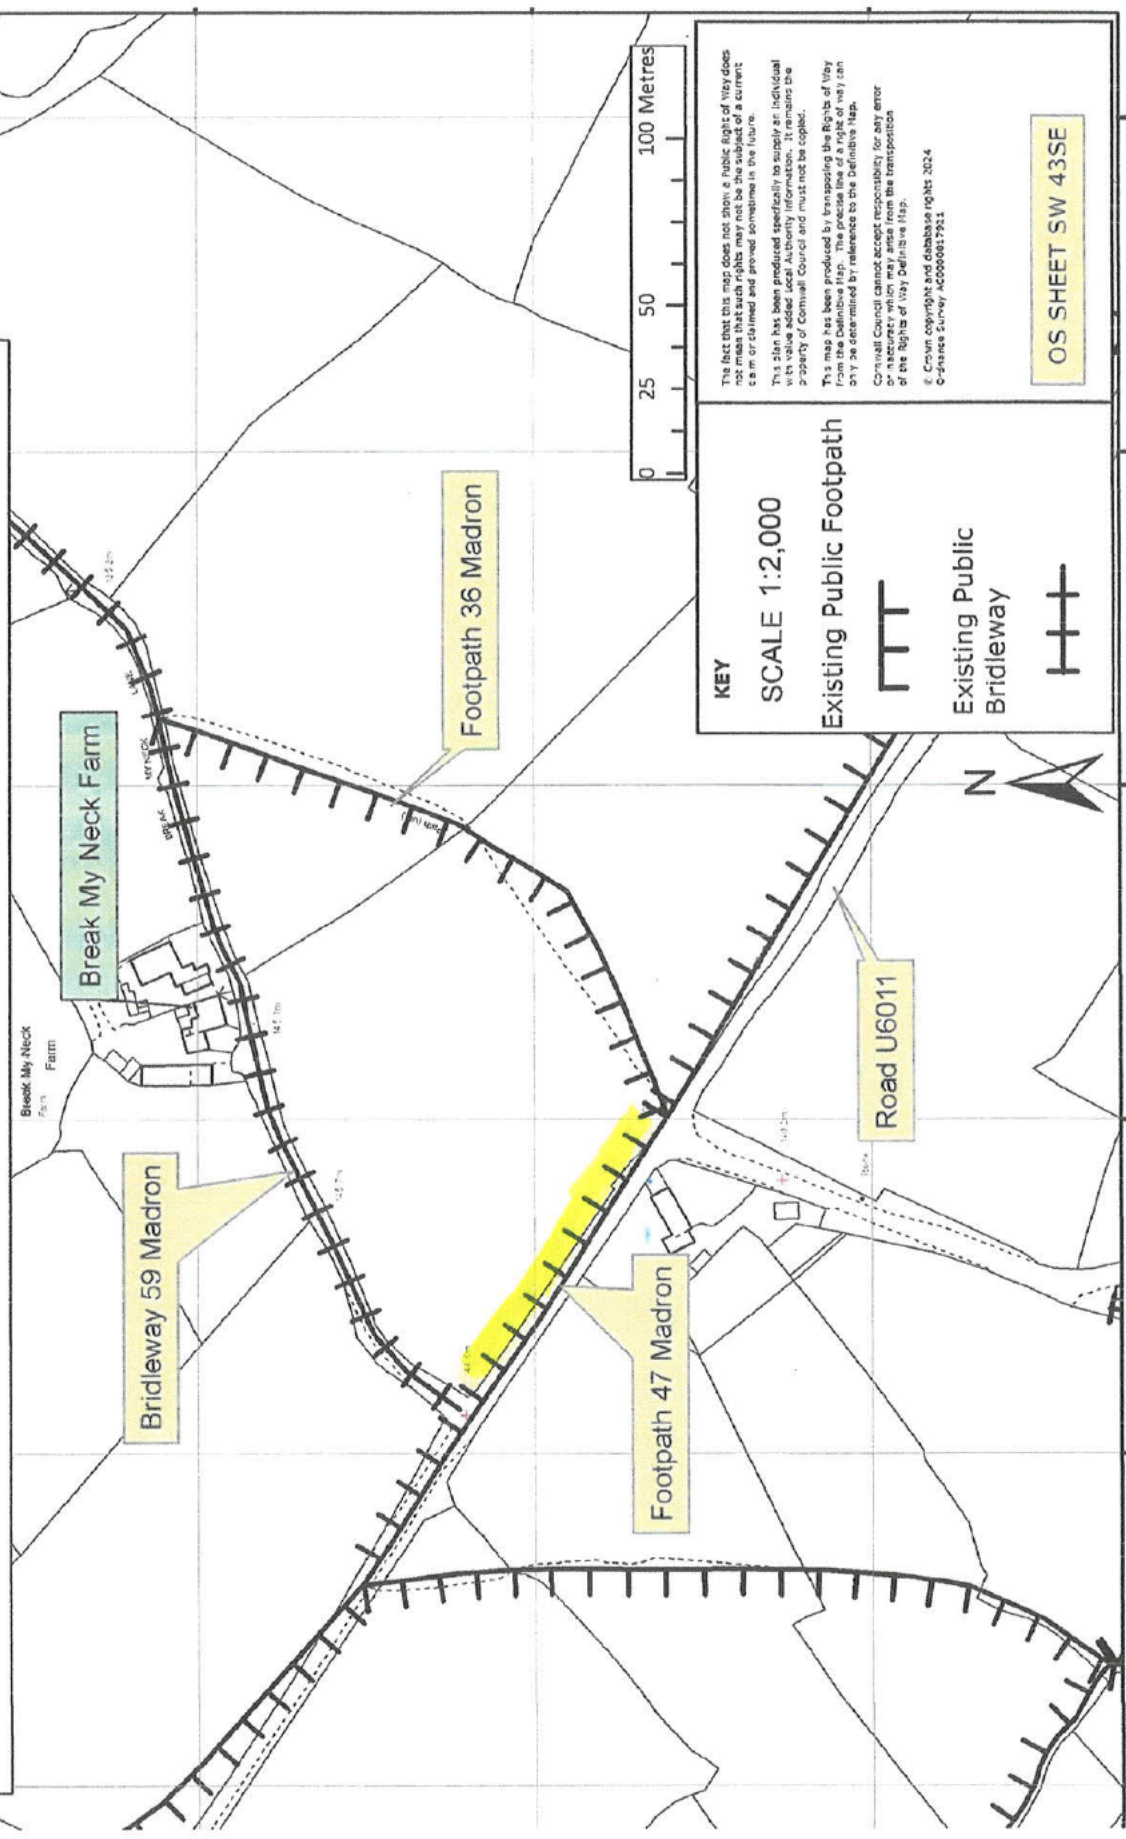 Break My Neck
Farm
Farm
Break My Neck Farm
Bridleway 59 Madron
BREAK
MY NECK
LANE
Footpath 36 Madron
Path (um)
Footpath 47 Madron
Road U6011
0 25 50 100 Metres
N
KEY
SCALE 1:2,000
Existing Public Footpath
Existing Public
Bridleway
The fact that this map does not show a Public Right of Way does
not mean that such rights may not be the subject of a current
claim or claimed and proved sometime in the future.
This plan has been produced specifically to supply an individual
with value added Local Authority information. It remains the
property of Cornwall Council and must not be copied.
This map has been produced by transposing the Rights of Way
from the Definitive Map. The precise line of a right of way can
only be determined by reference to the Definitive Map.
Cornwall Council cannot accept responsibility for any error
or inaccuracy which may arise from the transposition
of the Rights of Way Definitive Map.
© Crown copyright and database rights 2024
Ordnance Survey AC0000817921
OS SHEET SW 43SE